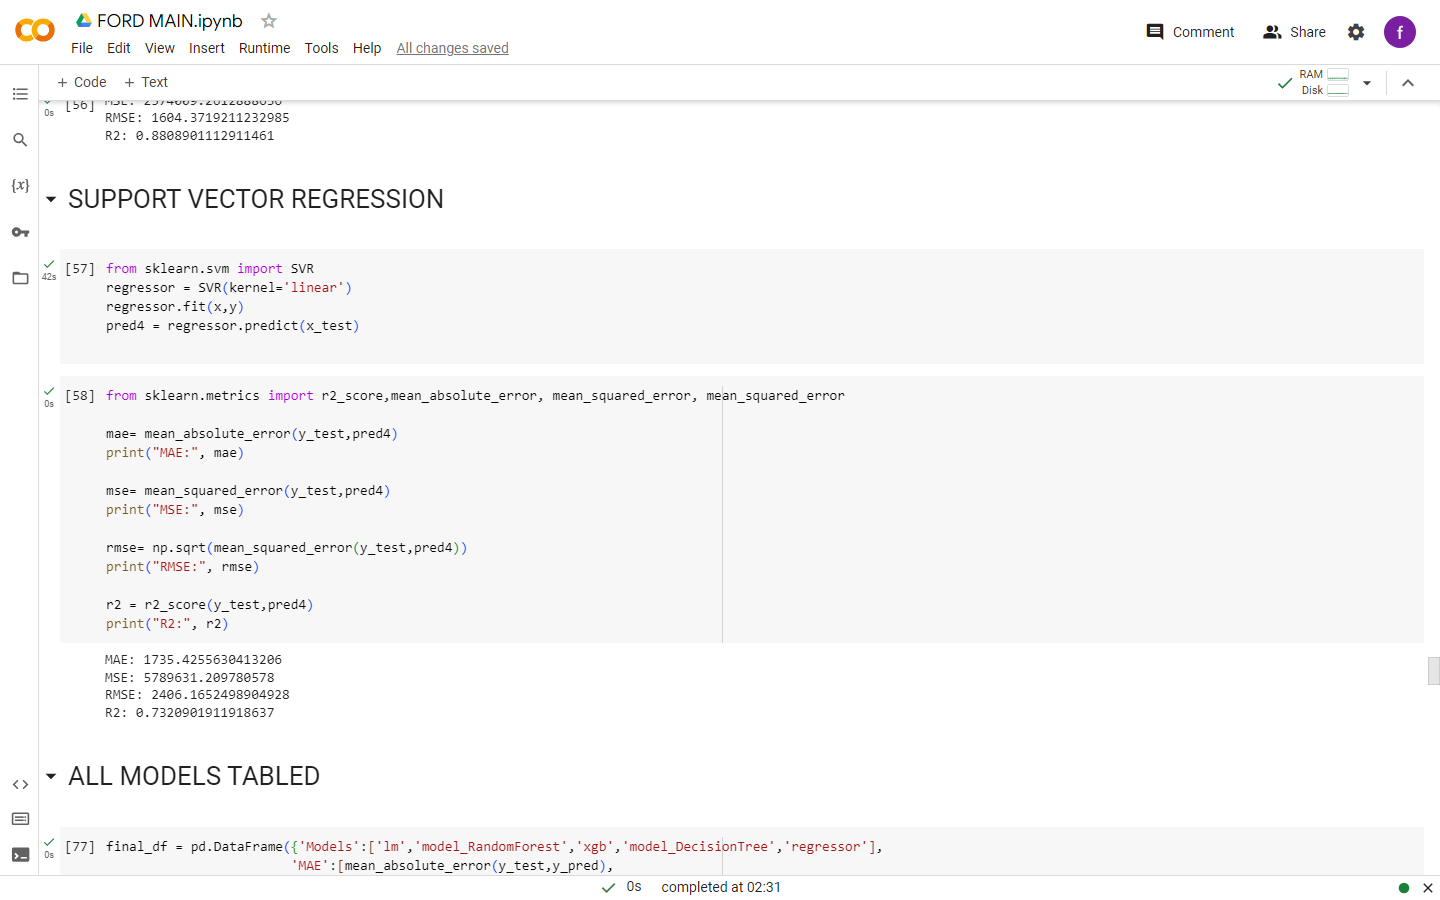 FORD MAIN.ipynb
File Edit View Insert Runtime Tools Help All changes saved
Comment Share f
+ Code + Text
RAM
Disk
[56]
0s
RMSE: 1604.3719211232985
R2: 0.8808901112911461
{x}
SUPPORT VECTOR REGRESSION
[57] from sklearn.svm import SVR
42s
regressor = SVR(kernel='linear')
regressor.fit(x,y)
pred4 = regressor.predict(x_test)
[58] from sklearn.metrics import r2_score,mean_absolute_error, mean_squared_error, mean_squared_error
0s
mae= mean_absolute_error(y_test,pred4)
print("MAE:", mae)
mse= mean_squared_error(y_test,pred4)
print("MSE:", mse)
rmse= np.sqrt(mean_squared_error(y_test,pred4))
print("RMSE:", rmse)
r2 = r2_score(y_test,pred4)
print("R2:", r2)
MAE: 1735.4255630413206
MSE: 5789631.209780578
RMSE: 2406.1652498904928
R2: 0.7320901911918637
ALL MODELS TABLED
[77] final_df = pd.DataFrame({'Models':['lm','model_RandomForest','xgb','model_DecisionTree','regressor'],
0s
'MAE':[mean_absolute_error(y_test,y_pred),
0s completed at 02:31